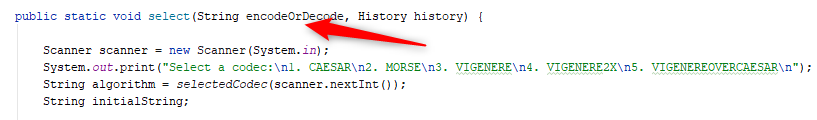 public static void select(String encodeOrDecode, History history) {
Scanner scanner = new Scanner(System.in);
System.out.print("Select a codec:\n1. CAESAR\n2. MORSE\n3. VIGENERE\n4. VIGENERE2X\n5. VIGENEREOVERCAESAR\n");
String algorithm = selectedCodec(scanner.nextInt());
String initialString;